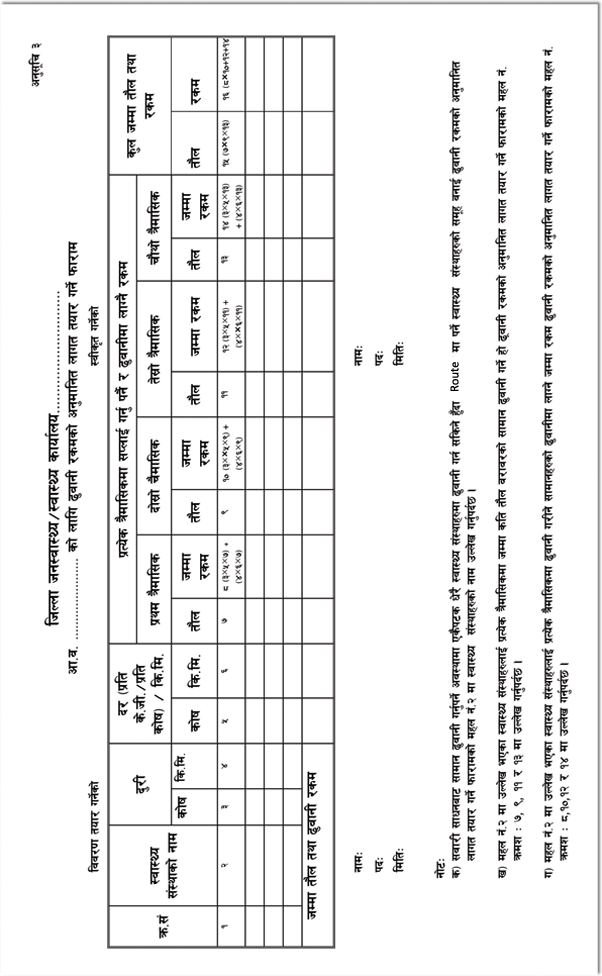 अनुसूचि ३
जिल्ला जनस्वास्थ्य/स्वास्थ्य कार्यालय.................................
आ.व. ........................ को लागि ढुवानी रकमको अनुमानित लागत तयार गर्ने फाराम
विवरण तयार गर्नेको
स्वीकृत गर्नेको
क्र.सं
स्वास्थ्य संस्थाको नाम
दुरी
दर (प्रति के.जी./प्रति कोष) / कि.मि.
प्रत्येक त्रैमासिकमा सप्लाई गर्नु पर्ने र ढुवानीमा लाग्ने रकम
कुल जम्मा तौल तथा रकम
प्रथम त्रैमासिक
दोस्रो त्रैमासिक
तेस्रो त्रैमासिक
चौथो त्रैमासिक
कोष
कि.मि.
कोष
कि.मि.
तौल
जम्मा रकम
तौल
जम्मा रकम
तौल
जम्मा रकम
तौल
जम्मा रकम
तौल
रकम
१
२
३
४
५
६
७
८ (३×५×७) + (४×६×७)
९
१० (३××५×९) + (४×६×९)
११
१२ (३×५×११) + (४××६×११)
१३
१४ (३×५×१३) + (४×६×१३)
१५ (७×९×१३)
१६ (८×१०+१२+१४
जम्मा तौल तथा ढुवानी रकम
नाम:
पद:
मिति:
नाम:
पद:
मिति:
नोट:
क) सवारी साधनबाट सामान ढुवानी गर्नुपर्ने अवस्थामा एकैपटक धेरै स्वास्थ्य संस्थाहरुमा ढुवानी गर्न सकिने हुँदा Route मा पर्ने स्वास्थ्य संस्थाहरुको समूह बनाई ढुवानी रकमको अनुमानित
लागत तयार गर्ने फारामको महल नं.२ मा स्वास्थ्य संस्थाहरुको नाम उल्लेख गर्नुपर्दछ ।
ख) महल नं.२ मा उल्लेख भएका स्वास्थ्य संस्थाहरुलाई प्रत्येक त्रैमासिकमा जम्मा कति तौल बराबरको सामान ढुवानी गर्ने हो ढुवानी रकमको अनुमानित लागत तयार गर्ने फारामको महल नं.
क्रमश : ७, ९, ११ र १३ मा उल्लेख गर्नुपर्दछ ।
ग) महल नं.२ मा उल्लेख भएका स्वास्थ्य संस्थाहरुलाई प्रत्येक त्रैमासिकमा ढुवानी गरीने सामानहरुको ढुवानीमा लाग्ने जम्मा रकम ढुवानी रकमको अनुमानित लागत तयार गर्ने फारामको महल नं.
क्रमश : ८,१०,१२ र १४ मा उल्लेख गर्नुपर्दछ ।